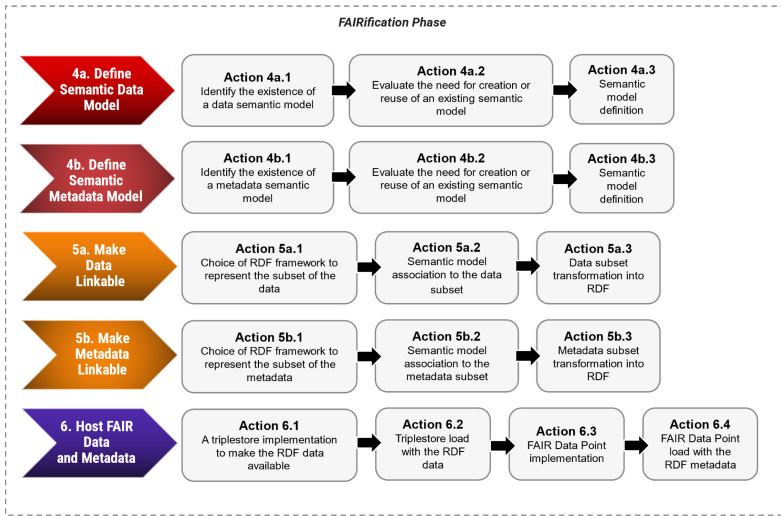 FAIRification Phase
4a. Define
Semantic Data
Model
Action 4a.1
Identify the existence of
a data semantic model
Action 4a.2
Evaluate the need for creation or
reuse of an existing semantic
model
Action 4a.3
Semantic
model
definition
4b. Define
Semantic
Metadata Model
Action 4b.1
Identify the existence of
a metadata semantic
model
Action 4b.2
Evaluate the need for creation or
reuse of an existing semantic
model
Action 4b.3
Semantic
model
definition
5a. Make
Data
Linkable
Action 5a.1
Choice of RDF framework to
represent the subset of the
data
Action 5a.2
Semantic model
association to the data
subset
Action 5a.3
Data subset
transformation into
RDF
5b. Make
Metadata
Linkable
Action 5b.1
Choice of RDF framework to
represent the subset of the
metadata
Action 5b.2
Semantic model
association to the
metadata subset
Action 5b.3
Metadata subset
transformation into
RDF
6. Host FAIR
Data
and Metadata
Action 6.1
A triplestore implementation
to make the RDF data
available
Action 6.2
Triplestore load
with the RDF
data
Action 6.3
FAIR Data Point
implementation
Action 6.4
FAIR Data Point
load with the
RDF metadata